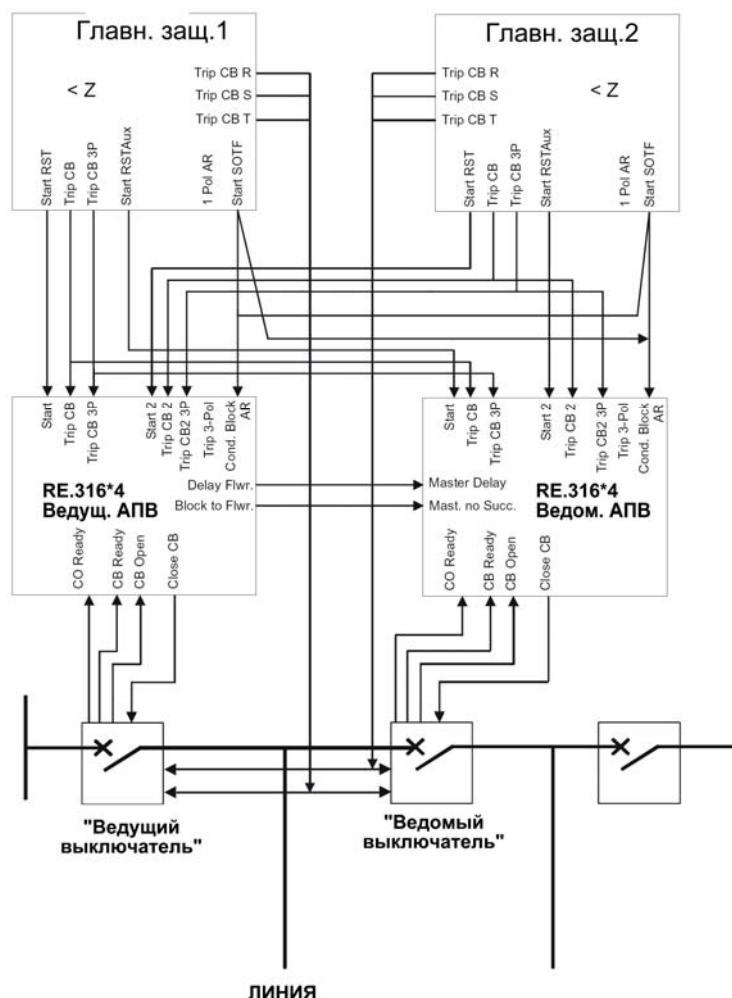 Главн. защ.1
< Z
Trip CB R
Trip CB S
Trip CB T
Start RST
Trip CB
Trip CB 3P
Start RSTAux
1 Pol AR
Start SOTF
Главн. защ.2
< Z
Trip CB R
Trip CB S
Trip CB T
Start RST
Trip CB
Trip CB 3P
Start RSTAux
1 Pol AR
Start SOTF
Start
Trip CB
Trip CB 3P
Start 2
Trip CB 2
Trip CB2 3P
Trip 3-Pol
Cond. Block
AR
RE.316*4
Ведущ. АПВ
Delay Flwr.
Block to Flwr.
CO Ready
CB Ready
CB Open
Close CB
Start
Trip CB
Trip CB 3P
Start 2
Trip CB 2
Trip CB2 3P
Trip 3-Pol
Cond. Block
AR
Master Delay
Mast. no Succ.
RE.316*4
Ведом. АПВ
CO Ready
CB Ready
CB Open
Close CB
"Ведущий
выключатель"
"Ведомый
выключатель"
ЛИНИЯ